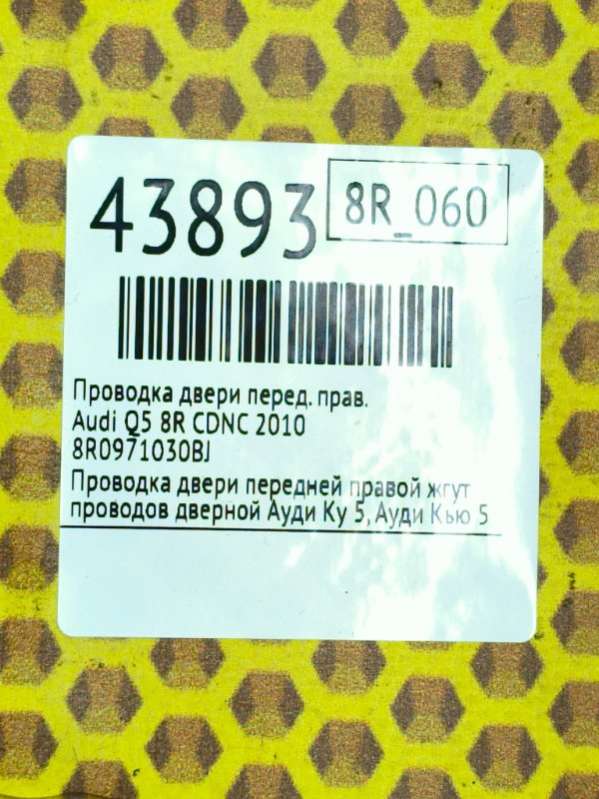 43893
8R_060
Проводка двери перед. прав.
Audi Q5 8R CDNC 2010
8R0971030BJ
Проводка двери передней правой жгут
проводов дверной Ауди Ку 5, Ауди Кью 5